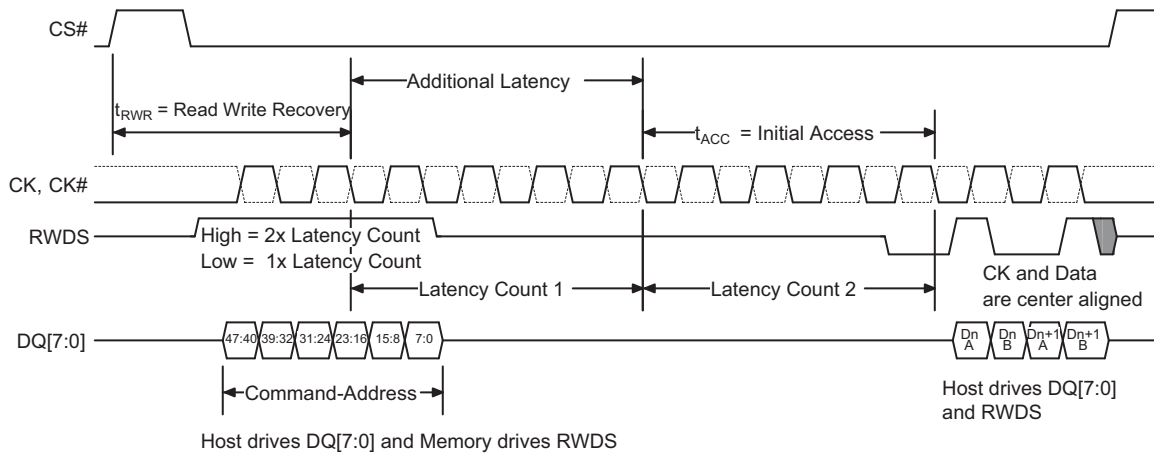 CS#
Additional Latency
tRWR = Read Write Recovery
tACC = Initial Access
CK, CK#
RWDS
High = 2x Latency Count
Low = 1x Latency Count
Latency Count 1
Latency Count 2
CK and Data
are center aligned
DQ[7:0]
47:40 39:32 31:24 23:16 15:8 7:0
Dn A
Dn B
Dn+1 A
Dn+1 B
Command-Address
Host drives DQ[7:0]
and RWDS
Host drives DQ[7:0] and Memory drives RWDS